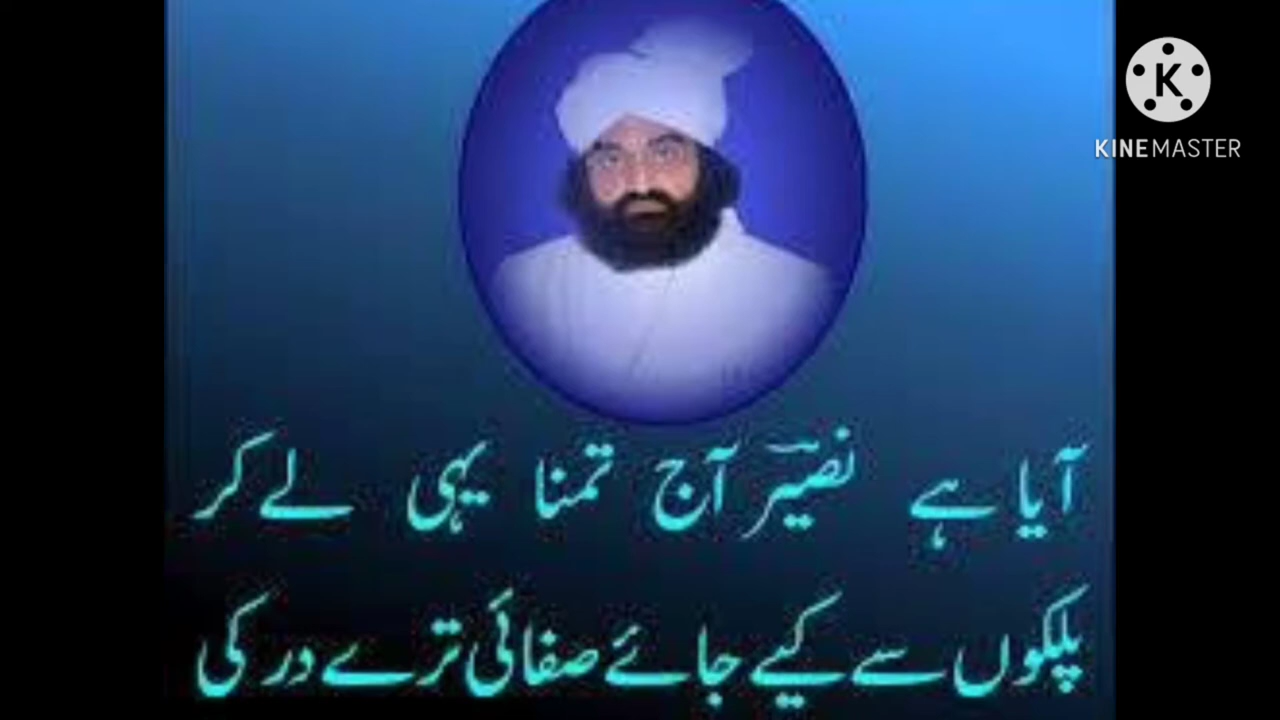 KINEMASTER
آیا ہے نصیرؔ آج تمنا یہی لے کر
پلکوں سے کیے جائے صفائی ترے در کی